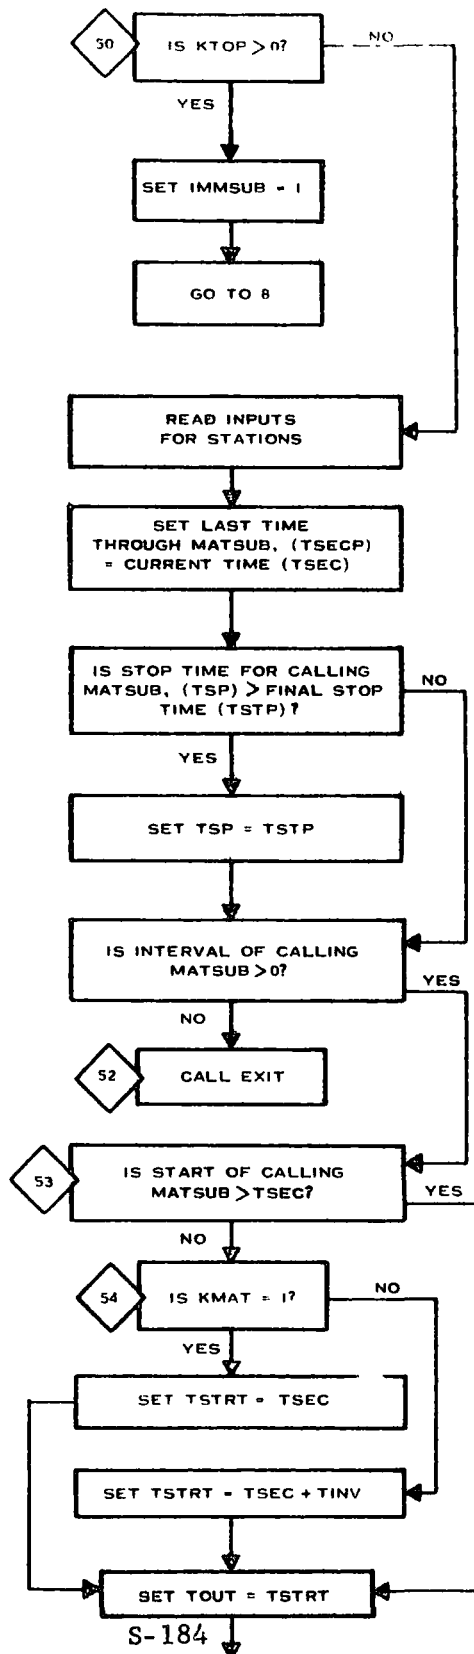 50
IS KTOP > 0?
NO
YES
SET IMMSUB = 1
GO TO 8
READ INPUTS
FOR STATIONS
SET LAST TIME
THROUGH MATSUB, (TSECP)
= CURRENT TIME (TSEC)
IS STOP TIME FOR CALLING
MATSUB, (TSP) > FINAL STOP
TIME (TSTP)?
NO
YES
SET TSP = TSTP
IS INTERVAL OF CALLING
MATSUB > 0?
YES
NO
52
CALL EXIT
53
IS START OF CALLING
MATSUB > TSEC?
YES
NO
54
IS KMAT = 1?
NO
YES
SET TSTRT = TSEC
SET TSTRT = TSEC + TINV
SET TOUT = TSTRT
S-184